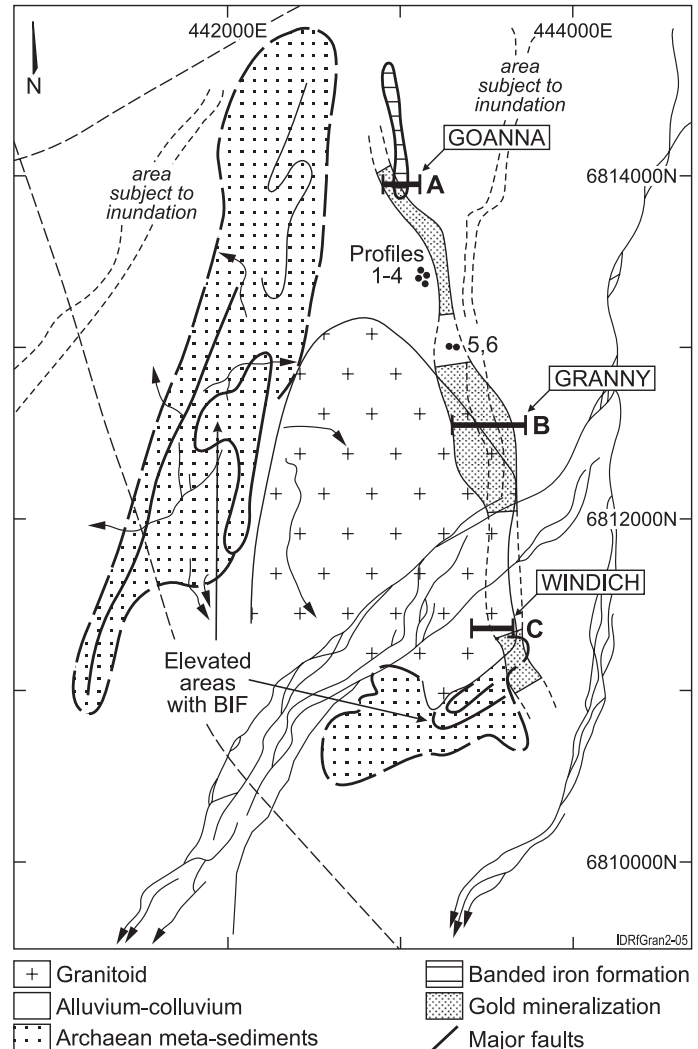 442000E
444000E
N
area
subject to
inundation
GOANNA
A
6814000N
area
subject to
inundation
Profiles
1-4
5,6
GRANNY
B
6812000N
WINDICH
C
Elevated
areas
with BIF
6810000N
IDRfGran2-05
Granitoid
Alluvium-colluvium
Archaean meta-sediments
Banded iron formation
Gold mineralization
Major faults